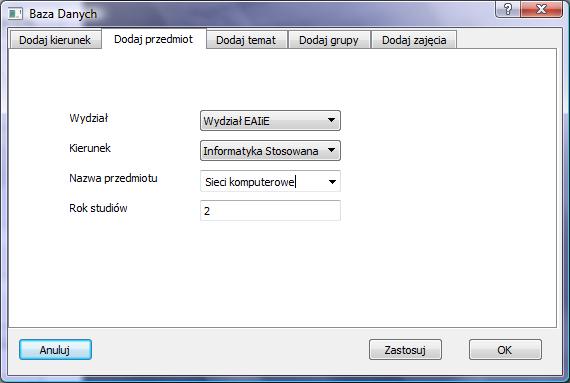 Baza Danych
Dodaj kierunek Dodaj przedmiot Dodaj temat Dodaj grupy Dodaj zajęcia
Wydział Wydział EAIiE
Kierunek Informatyka Stosowana
Nazwa przedmiotu Sieci komputerowe
Rok studiów 2
Anuluj Zastosuj OK